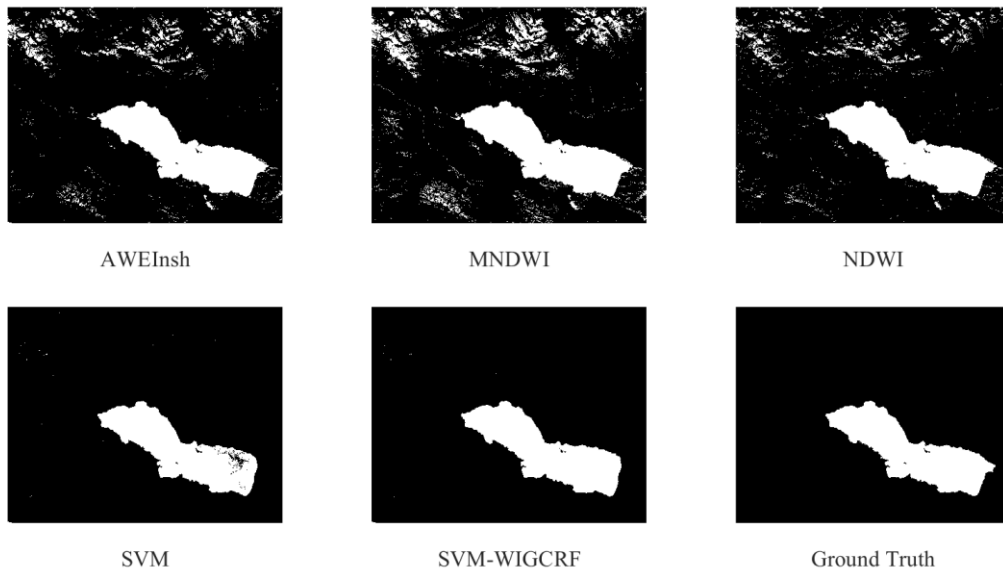 AWEInsh
MNDWI
NDWI
SVM
SVM-WIGCRF
Ground Truth